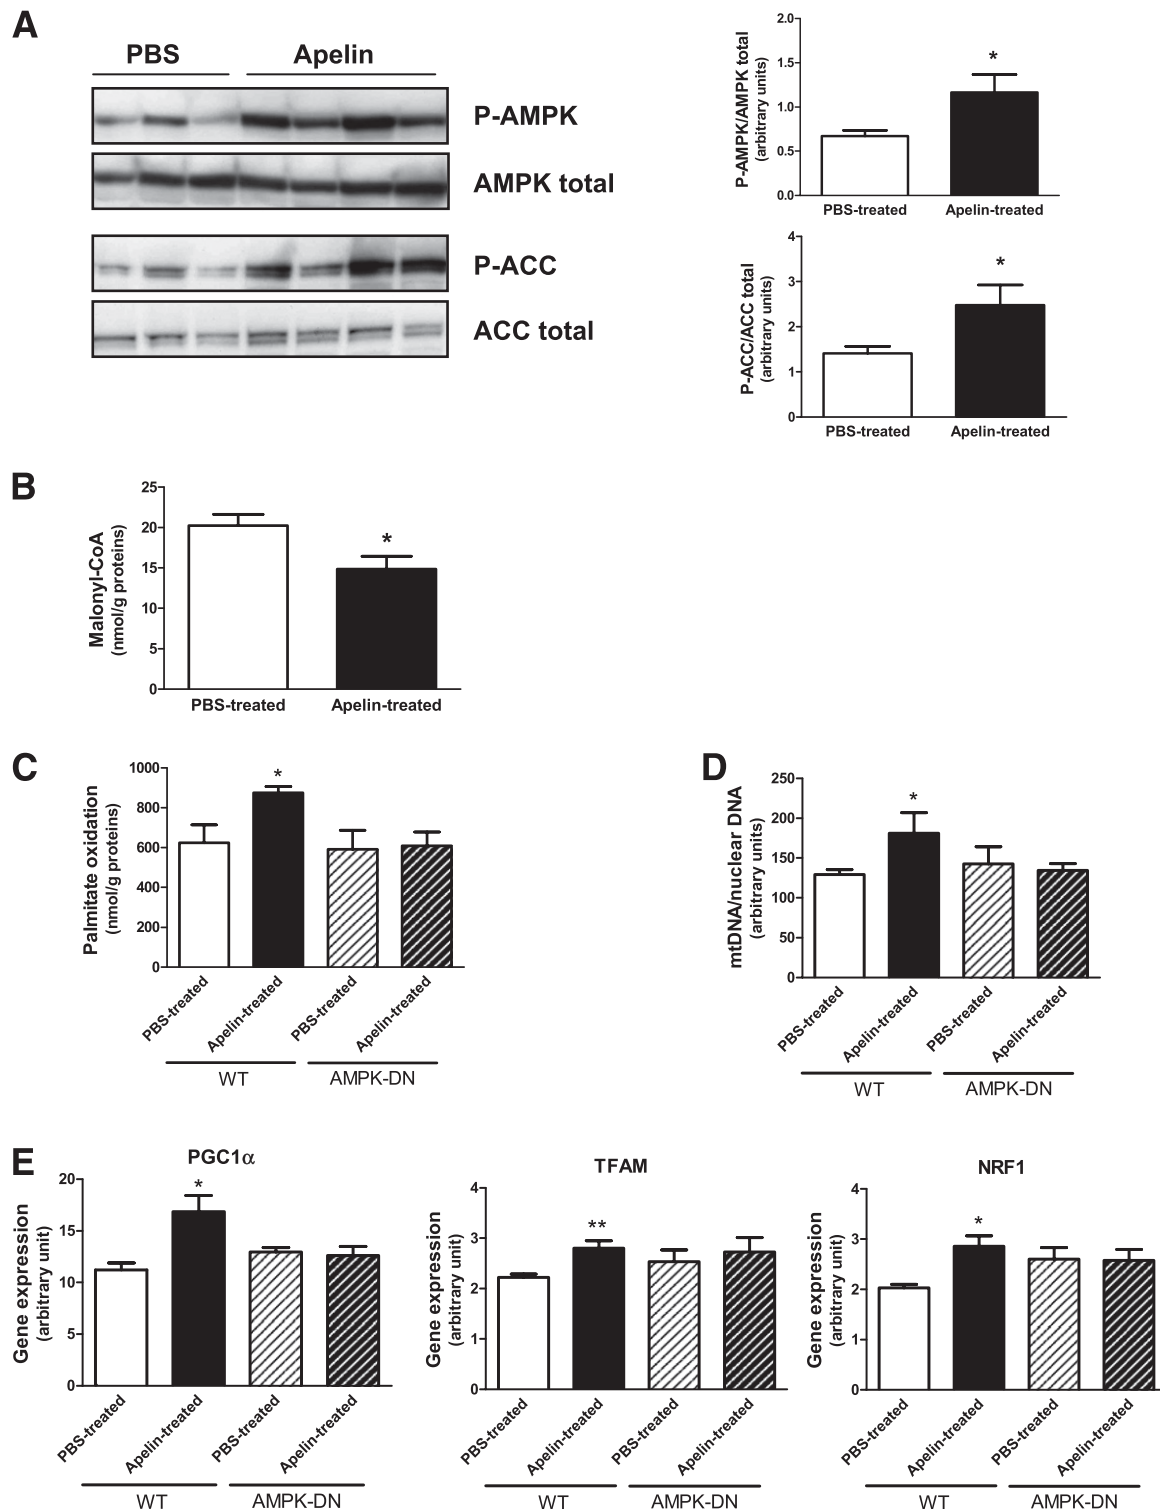 A
PBS Apelin
P-AMPK
AMPK total
P-ACC
ACC total
P-AMPK/AMPK total
(arbitrary units)
2.0
1.5
1.0
0.5
0.0
*
PBS-treated Apelin-treated
P-ACC/ACC total
(arbitrary units)
4
3
2
1
0
*
PBS-treated Apelin-treated
B
Malonyl-CoA
(nmol/g proteins)
25
20
15
10
5
0
*
PBS-treated Apelin-treated
C
Palmitate oxidation
(nmol/g proteins)
1000
800
600
400
200
0
*
PBS-treated Apelin-treated PBS-treated Apelin-treated
WT AMPK-DN
D
mtDNA/nuclear DNA
(arbitrary units)
250
200
150
100
50
0
*
PBS-treated Apelin-treated PBS-treated Apelin-treated
WT AMPK-DN
E
PGC1α
Gene expression
(arbitrary unit)
20
15
10
5
0
*
PBS-treated Apelin-treated PBS-treated Apelin-treated
WT AMPK-DN
TFAM
Gene expression
(arbitrary unit)
4
3
2
1
0
**
PBS-treated Apelin-treated PBS-treated Apelin-treated
WT AMPK-DN
NRF1
Gene expression
(arbitrary unit)
4
3
2
1
0
*
PBS-treated Apelin-treated PBS-treated Apelin-treated
WT AMPK-DN